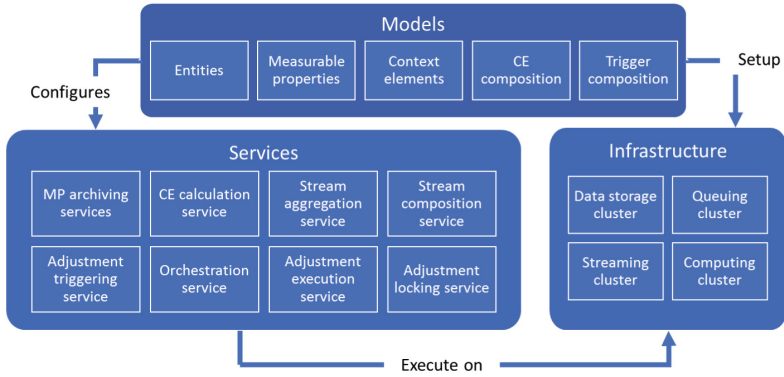 Models
Entities
Measurable
properties
Context
elements
CE
composition
Trigger
composition
Configures
Setup
Services
MP archiving
services
CE calculation
service
Stream
aggregation
service
Stream
composition
service
Adjustment
triggering
service
Orchestration
service
Adjustment
execution
service
Adjustment
locking service
Infrastructure
Data storage
cluster
Queuing
cluster
Streaming
cluster
Computing
cluster
Execute on